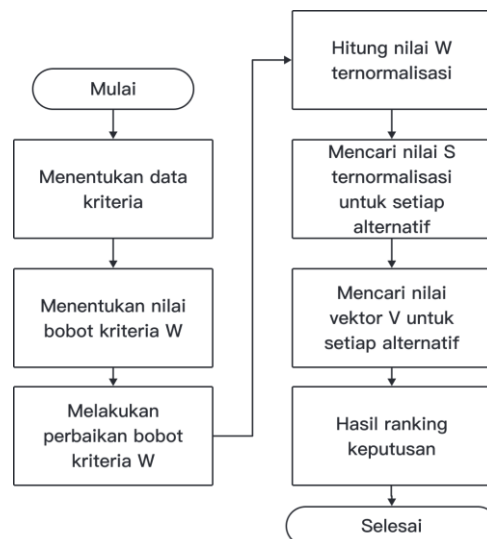 Mulai
Menentukan data
kriteria
Menentukan nilai
bobot kriteria W
Melakukan
perbaikan bobot
kriteria W
Hitung nilai W
ternormalisasi
Mencari nilai S
ternormalisasi
untuk setiap
alternatif
Mencari nilai
vektor V untuk
setiap alternatif
Hasil ranking
keputusan
Selesai